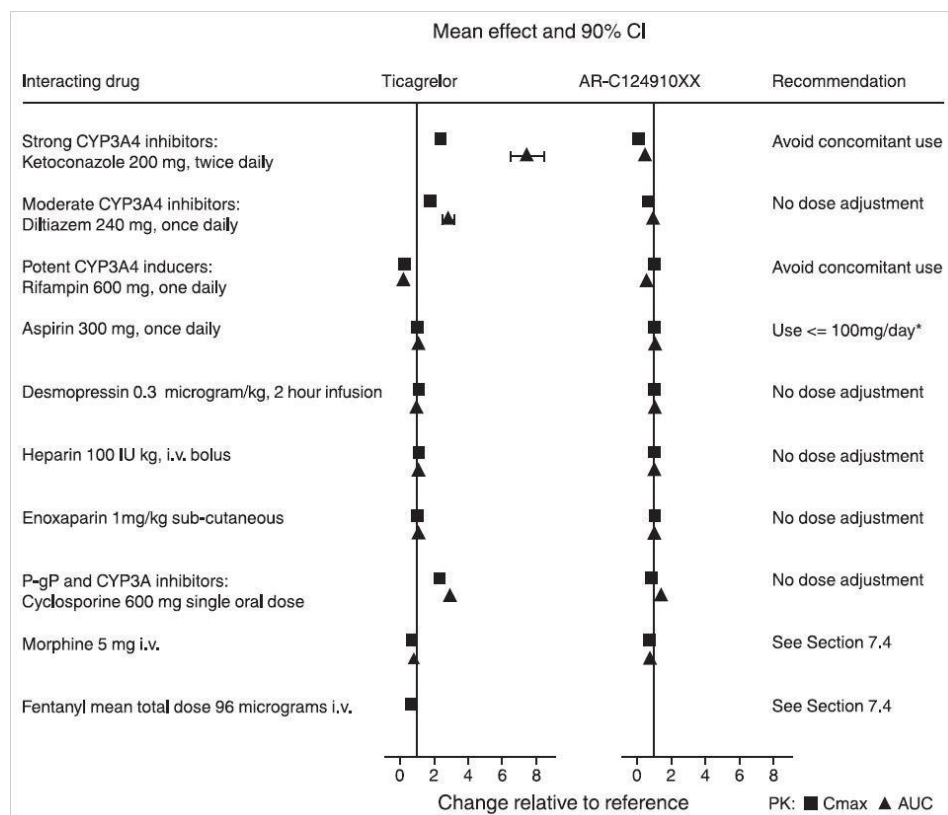 Mean effect and 90% CI
Interacting drug Ticagrelor AR-C124910XX Recommendation
Strong CYP3A4 inhibitors: Avoid concomitant use
Ketoconazole 200 mg, twice daily
Moderate CYP3A4 inhibitors: No dose adjustment
Diltiazem 240 mg, once daily
Potent CYP3A4 inducers: Avoid concomitant use
Rifampin 600 mg, one daily
Aspirin 300 mg, once daily Use <= 100mg/day*
Desmopressin 0.3 microgram/kg, 2 hour infusion No dose adjustment
Heparin 100 IU kg, i.v. bolus No dose adjustment
Enoxaparin 1mg/kg sub-cutaneous No dose adjustment
P-gP and CYP3A inhibitors: No dose adjustment
Cyclosporine 600 mg single oral dose
Morphine 5 mg i.v. See Section 7.4
Fentanyl mean total dose 96 micrograms i.v. See Section 7.4
0 2 4 6 8 0 2 4 6 8
Change relative to reference PK: ■ Cmax ▲ AUC